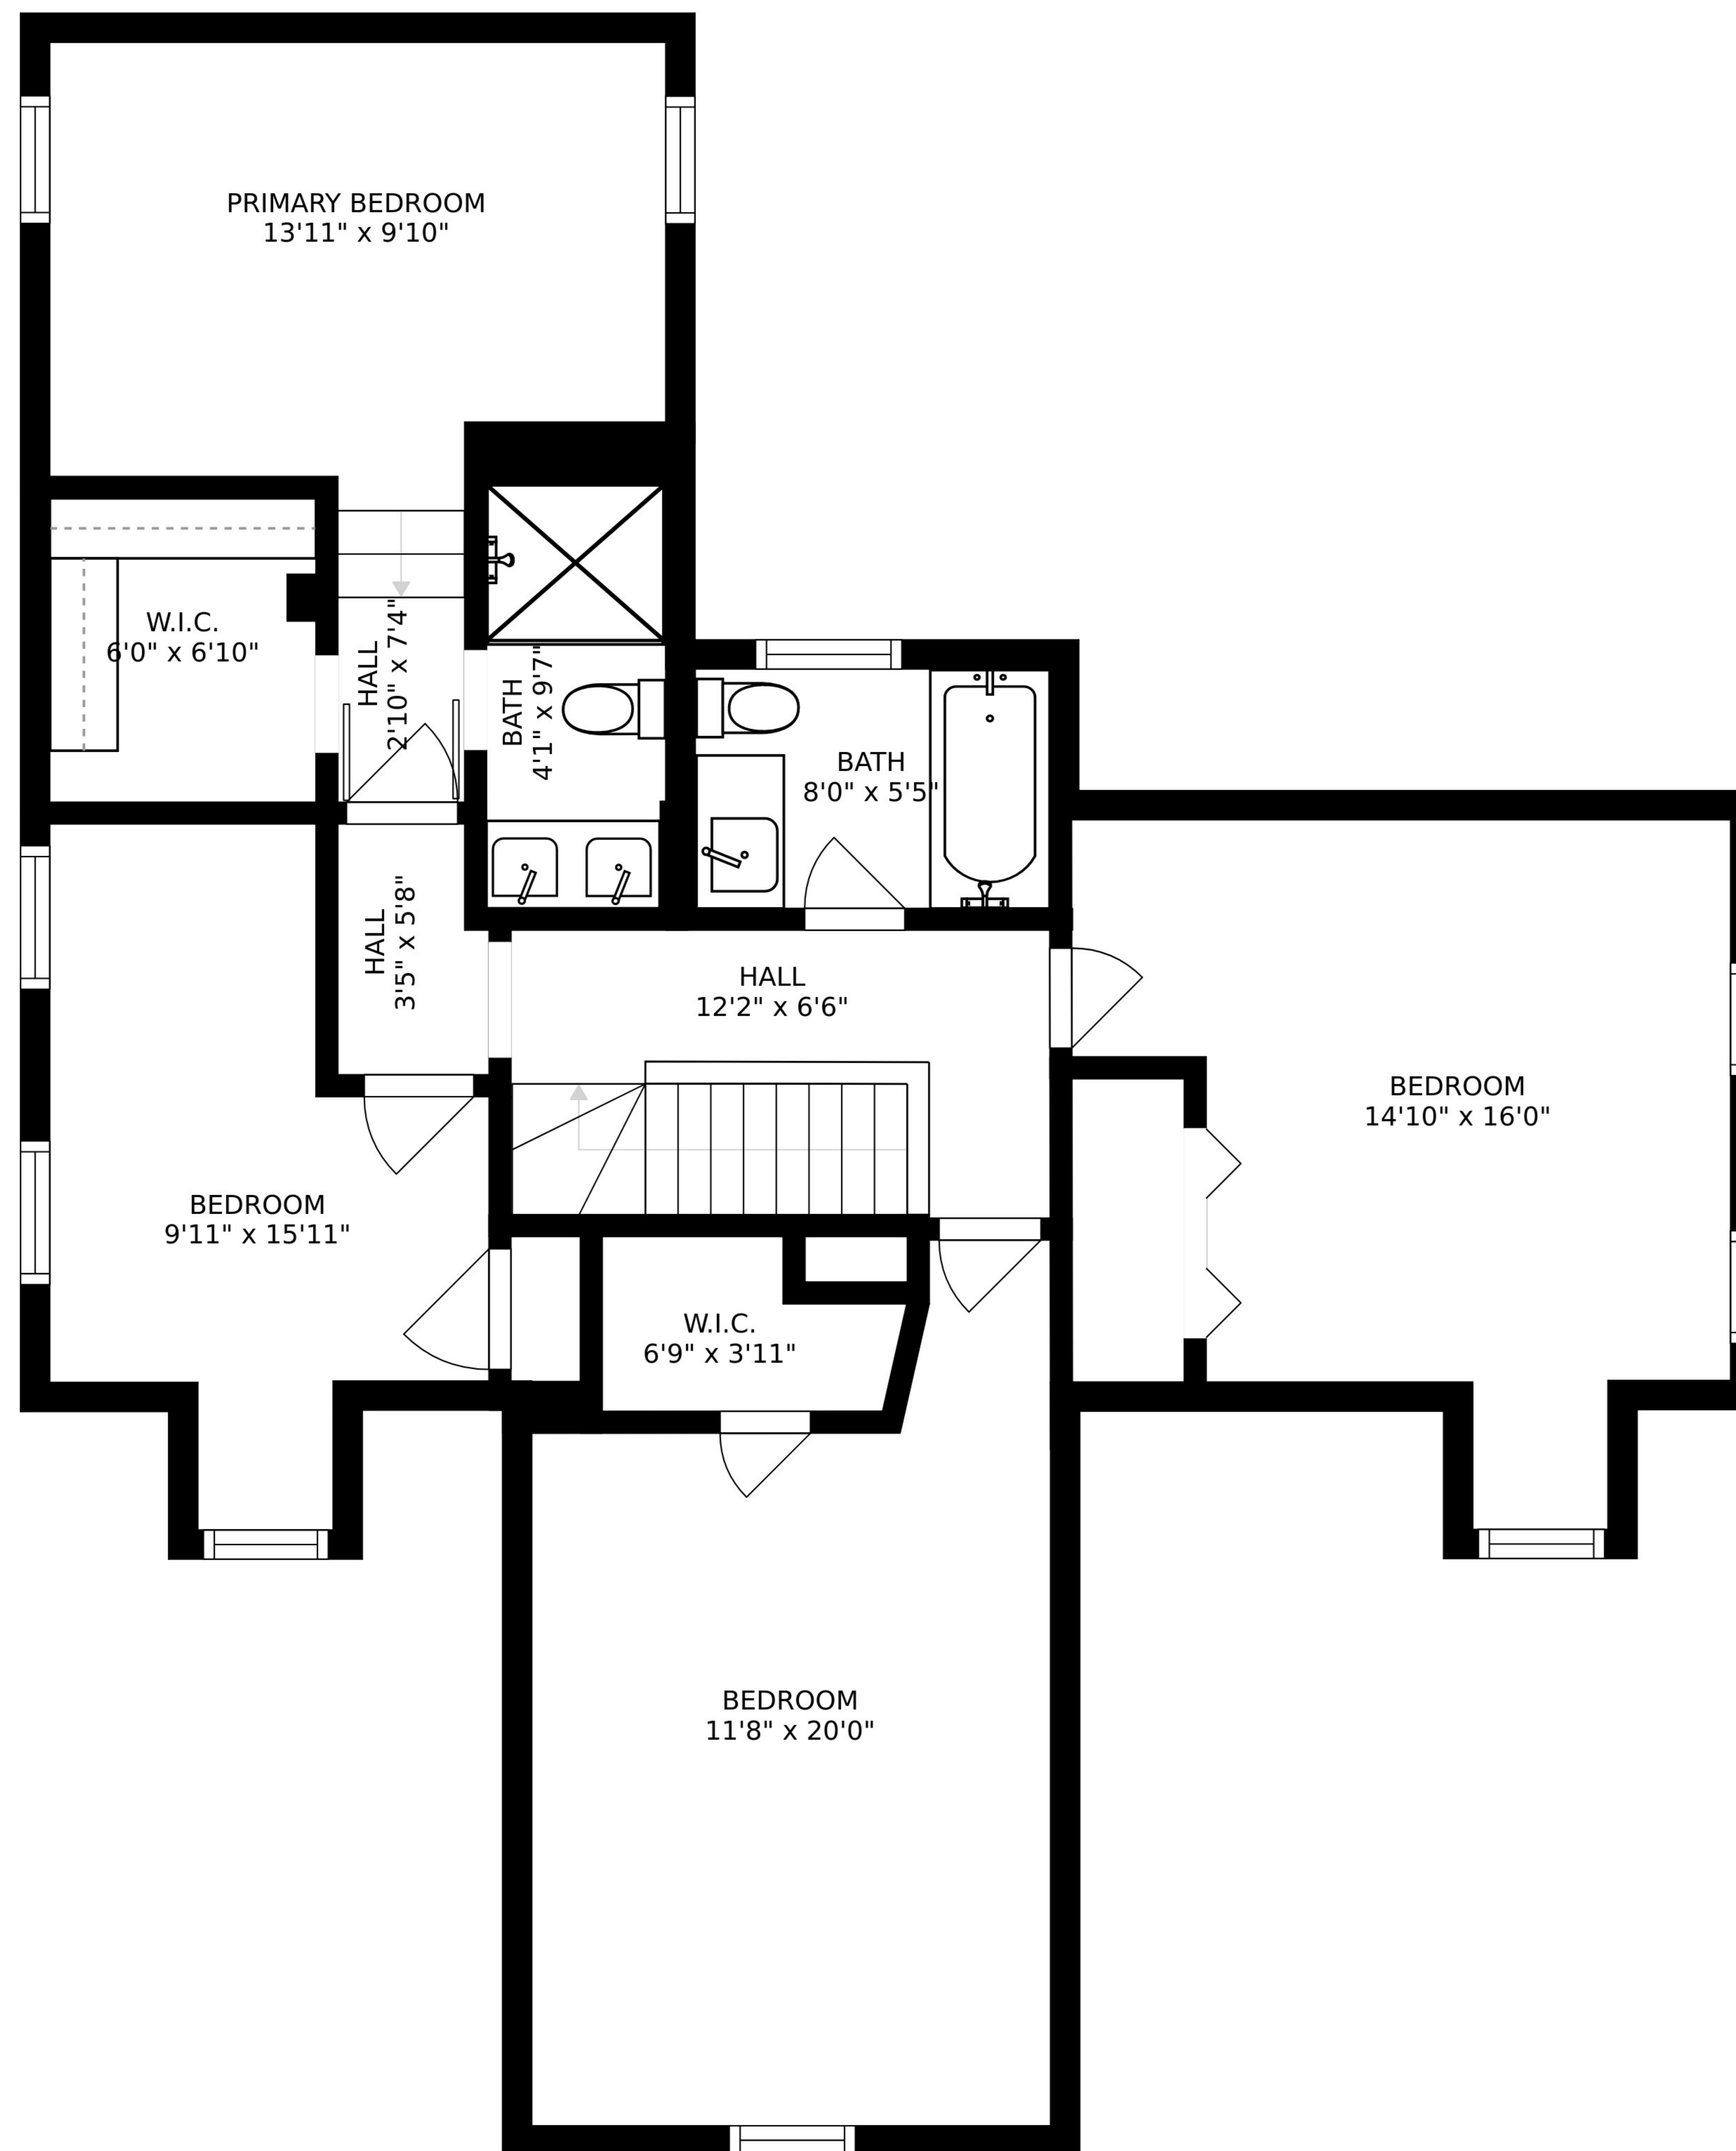 PRIMARY BEDROOM
13'11" x 9'10"
W.I.C.
6'0" x 6'10"
HALL
2'10" x 7'4"
BATH
4'1" x 9'7"
BATH
8'0" x 5'5"
HALL
3'5" x 5'8"
HALL
12'2" x 6'6"
BEDROOM
14'10" x 16'0"
BEDROOM
9'11" x 15'11"
W.I.C.
6'9" x 3'11"
BEDROOM
11'8" x 20'0"